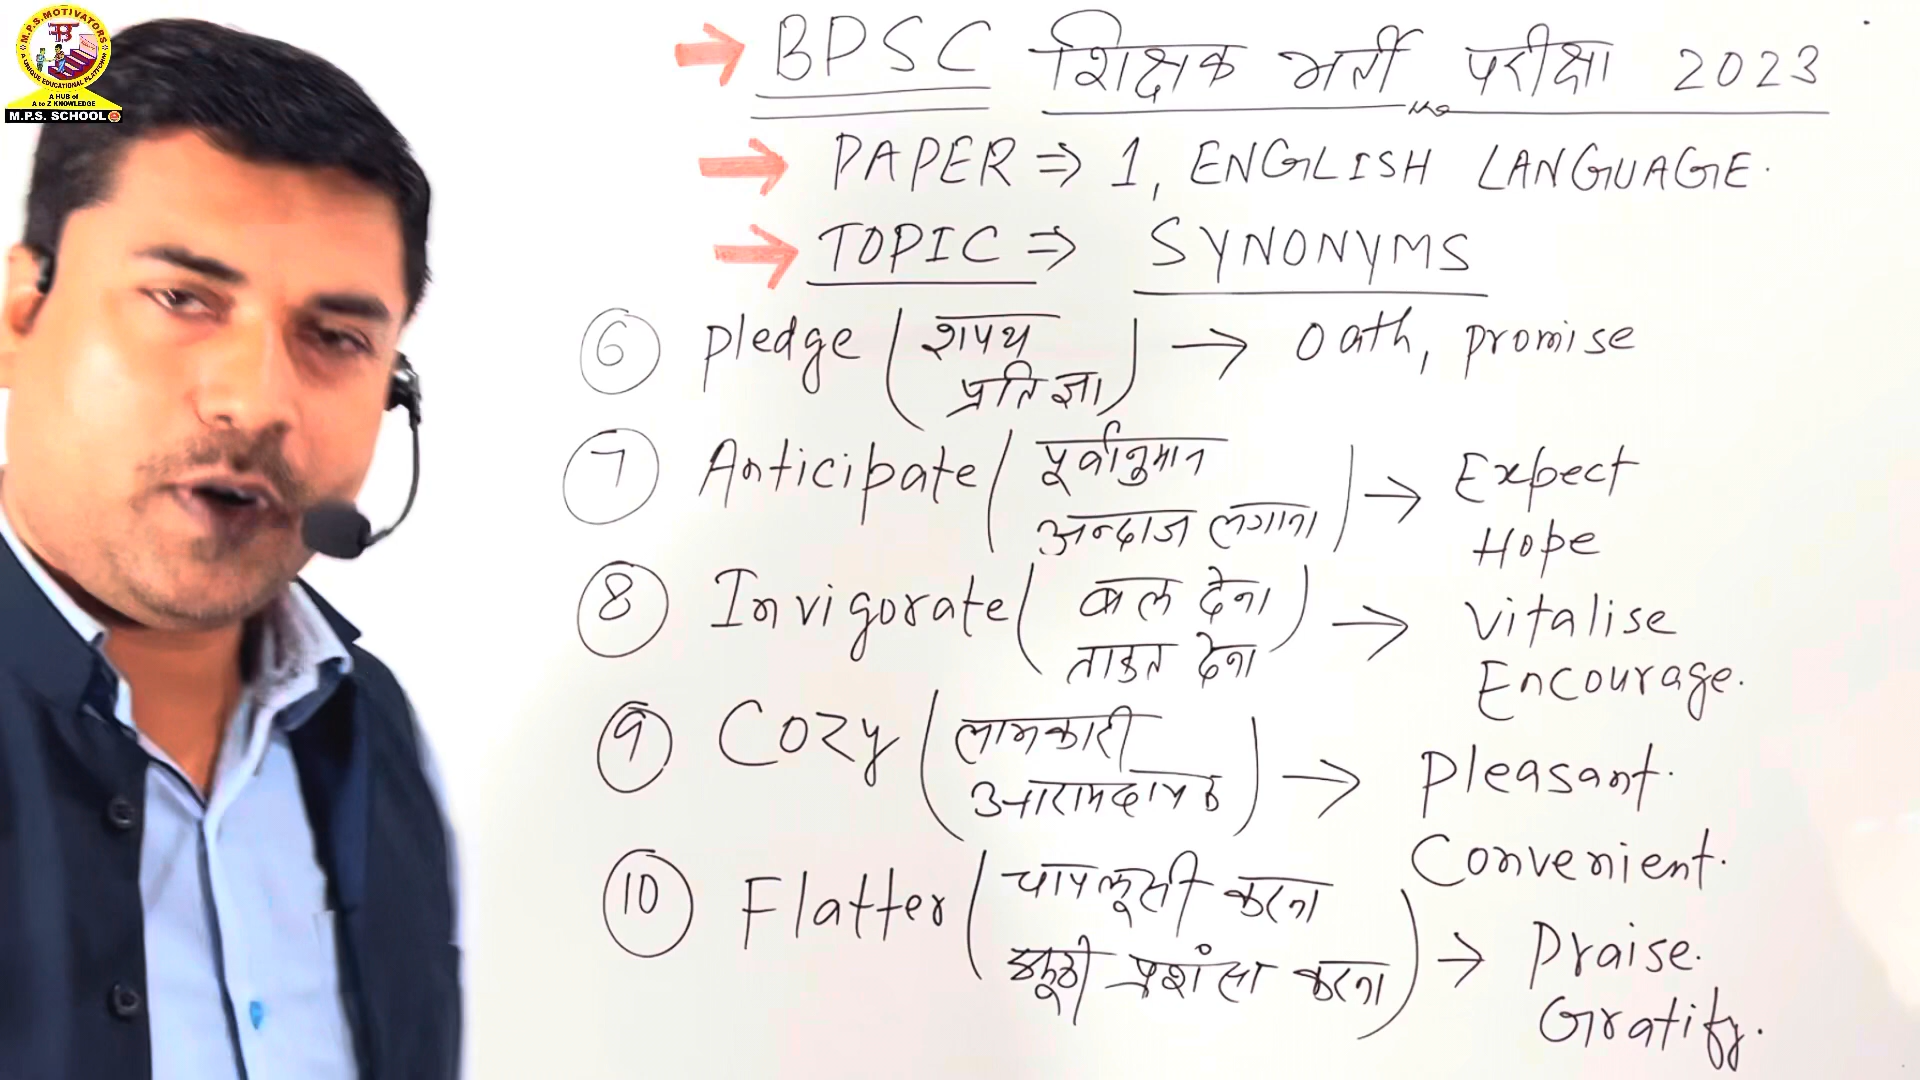 M.P.S. MOTIVATORS
A UNIQUE EDUCATIONAL PLATFORM
A HUB of
A to Z KNOWLEDGE
M.P.S. SCHOOL
→ BPSC शिक्षक भर्ती परीक्षा 2023
→ PAPER ⇒ 1, ENGLISH LANGUAGE.
→ TOPIC ⇒ SYNONYMS
6 Pledge (शपथ प्रतिज्ञा) → Oath, promise
7 Anticipate (पूर्वानुमान अन्दाज लगाना) → Expect
Hope
8 Invigorate (बल देना ताकत देना) → Vitalise
Encourage.
9 Cozy (लाभकारी आरामदायक) → Pleasant.
Convenient.
10 Flatter (चापलूसी करना झूठी प्रशंसा करना) → Praise.
Gratify.